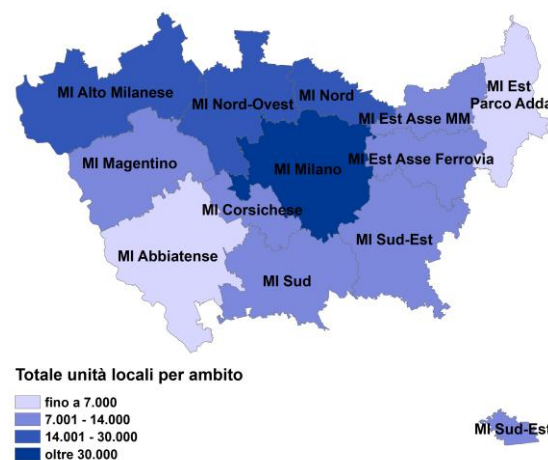 MI Alto Milanese
MI Nord-Ovest
MI Nord
MI Est
Parco Adda
MI Est Asse MM
MI Magentino
MI Milano
MI Est Asse Ferrovia
MI Corsichese
MI Abbiatense
MI Sud
MI Sud-Est
Totale unità locali per ambito
fino a 7.000
7.001 - 14.000
14.001 - 30.000
oltre 30.000
MI Sud-Est